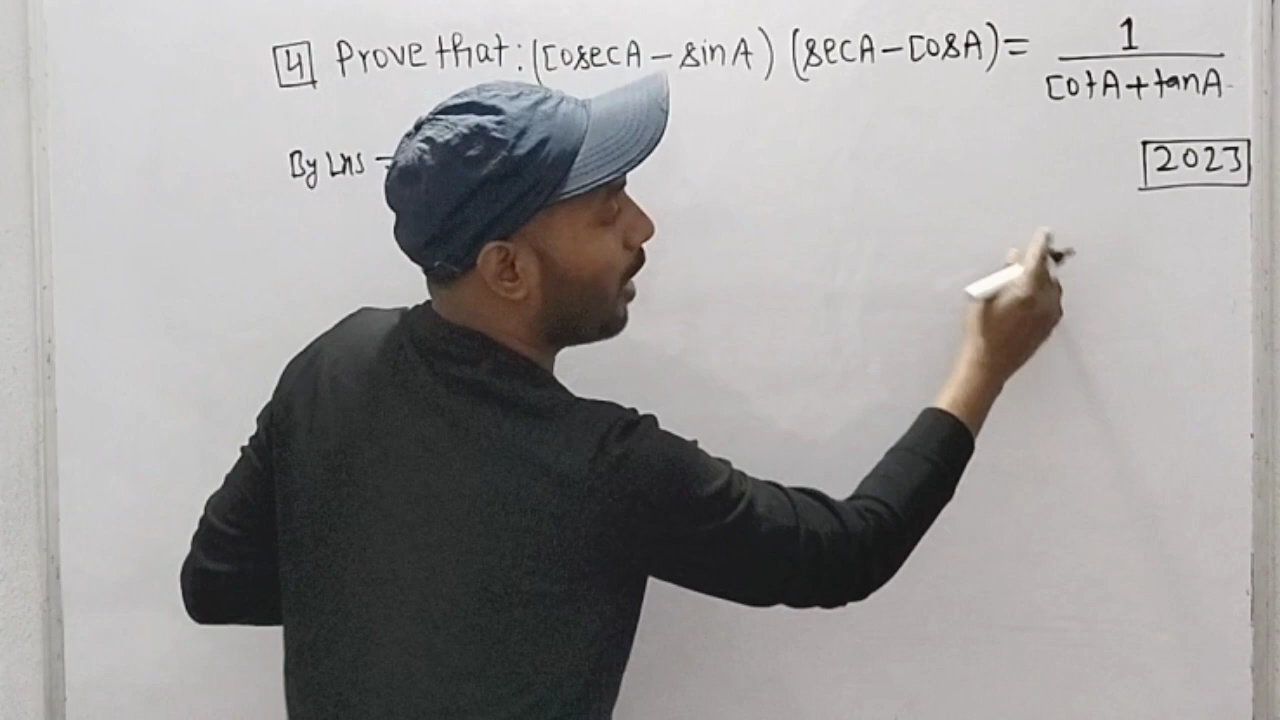 4 Prove that: (cosecA - sinA) (secA - cosA) = 1 / cotA + tanA
By LHS -
2023